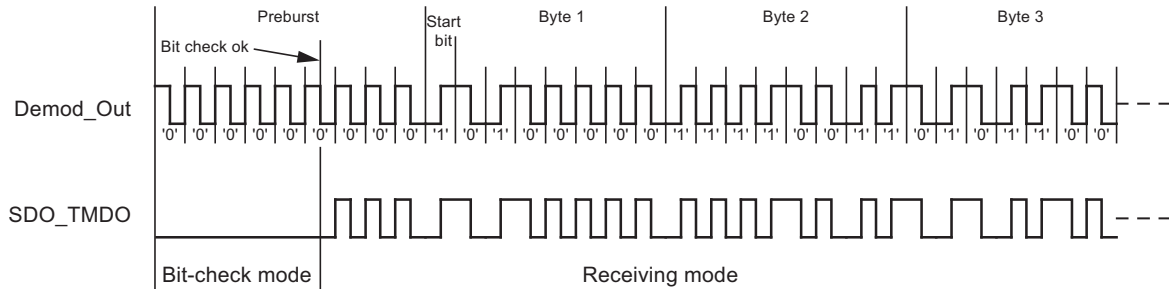 Preburst
Start
bit
Byte 1
Byte 2
Byte 3
Bit check ok
Demod_Out
'0' '0' '0' '0' '0' '0' '0' '0' '0' '1' '0' '1' '0' '0' '0' '0' '0' '1' '1' '1' '1' '0' '0' '1' '1' '0' '1' '0' '1' '1' '0' '0'
SDO_TMDO
Bit-check mode
Receiving mode